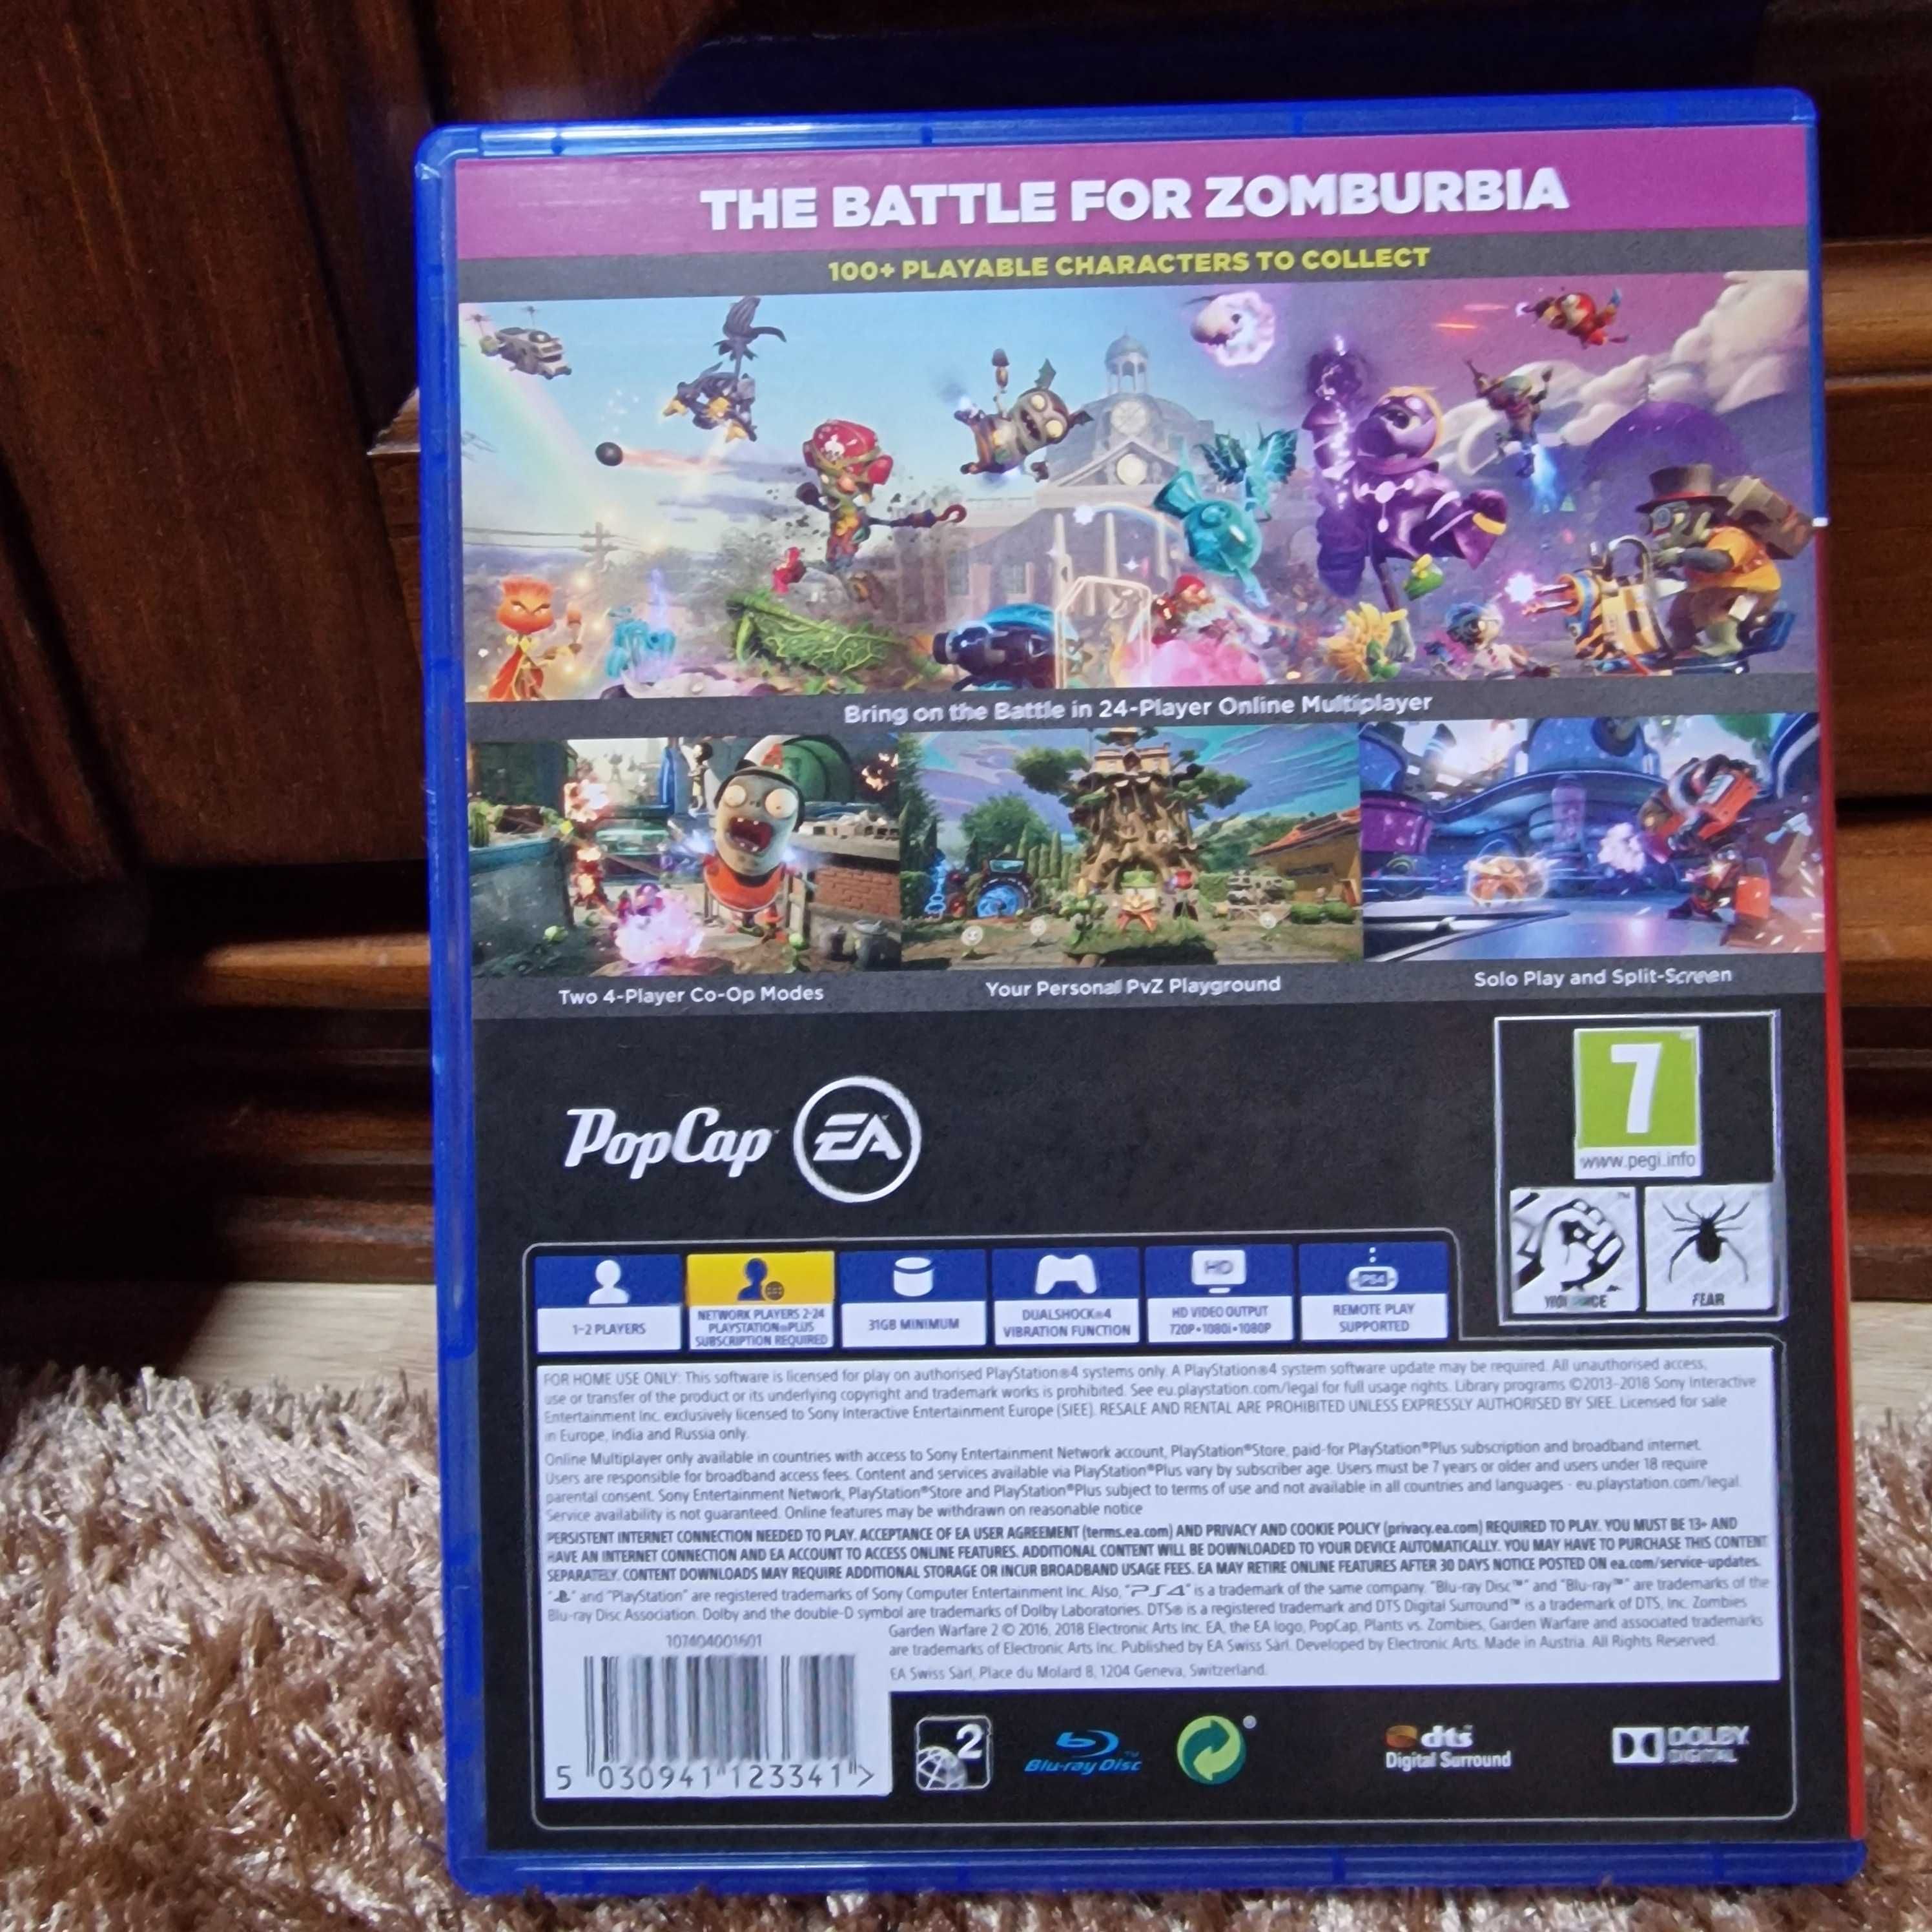 THE BATTLE FOR ZOMBURBIA
100+ PLAYABLE CHARACTERS TO COLLECT
Bring on the Battle in 24-Player Online Multiplayer
Two 4-Player Co-Op Modes
Your Personal PvZ Playground
Solo Play and Split-Screen
PopCap EA
7
www.pegi.info
VIOLENCE
FEAR
1-2 PLAYERS
NETWORK PLAYERS 2-24
PLAYSTATION®PLUS
SUBSCRIPTION REQUIRED
31GB MINIMUM
DUALSHOCK®4
VIBRATION FUNCTION
HD
HD VIDEO OUTPUT
720P•1080i•1080P
PS4
REMOTE PLAY
SUPPORTED
FOR HOME USE ONLY: This software is licensed for play on authorised PlayStation®4 systems only. A PlayStation®4 system software update may be required. All unauthorised access,
use or transfer of the product or its underlying copyright and trademark works is prohibited. See eu.playstation.com/legal for full usage rights. Library programs ©2013-2018 Sony Interactive
Entertainment Inc. exclusively licensed to Sony Interactive Entertainment Europe (SIEE). RESALE AND RENTAL ARE PROHIBITED UNLESS EXPRESSLY AUTHORISED BY SIEE. Licensed for sale
in Europe, India and Russia only.
Online Multiplayer only available in countries with access to Sony Entertainment Network account, PlayStation®Store, paid-for PlayStation®Plus subscription and broadband internet.
Users are responsible for broadband access fees. Content and services available via PlayStation®Plus vary by subscriber age. Users must be 7 years or older and users under 18 require
parental consent. Sony Entertainment Network, PlayStation®Store and PlayStation®Plus subject to terms of use and not available in all countries and languages - eu.playstation.com/legal.
Service availability is not guaranteed. Online features may be withdrawn on reasonable notice
PERSISTENT INTERNET CONNECTION NEEDED TO PLAY. ACCEPTANCE OF EA USER AGREEMENT (terms.ea.com) AND PRIVACY AND COOKIE POLICY (privacy.ea.com) REQUIRED TO PLAY. YOU MUST BE 13+ AND
HAVE AN INTERNET CONNECTION AND EA ACCOUNT TO ACCESS ONLINE FEATURES. ADDITIONAL CONTENT WILL BE DOWNLOADED TO YOUR DEVICE AUTOMATICALLY. YOU MAY HAVE TO PURCHASE THIS CONTENT
SEPARATELY. CONTENT DOWNLOADS MAY REQUIRE ADDITIONAL STORAGE OR INCUR BROADBAND USAGE FEES. EA MAY RETIRE ONLINE FEATURES AFTER 30 DAYS NOTICE POSTED ON ea.com/service-updates.
" " and "PlayStation" are registered trademarks of Sony Computer Entertainment Inc. Also, "PS4" is a trademark of the same company. "Blu-ray Disc™" and "Blu-ray™" are trademarks of the
Blu-ray Disc Association. Dolby and the double-D symbol are trademarks of Dolby Laboratories. DTS® is a registered trademark and DTS Digital Surround™ is a trademark of DTS, Inc. Zombies
Garden Warfare 2 © 2016, 2018 Electronic Arts Inc. EA, the EA logo, PopCap, Plants vs. Zombies, Garden Warfare and associated trademarks
are trademarks of Electronic Arts Inc. Published by EA Swiss Sàrl. Developed by Electronic Arts. Made in Austria. All Rights Reserved.
EA Swiss Sàrl, Place du Molard 8, 1204 Geneva, Switzerland.
107404001601
5 030941 123341 >
2
Blu-ray Disc™
®
dts
Digital Surround
DOLBY
DIGITAL